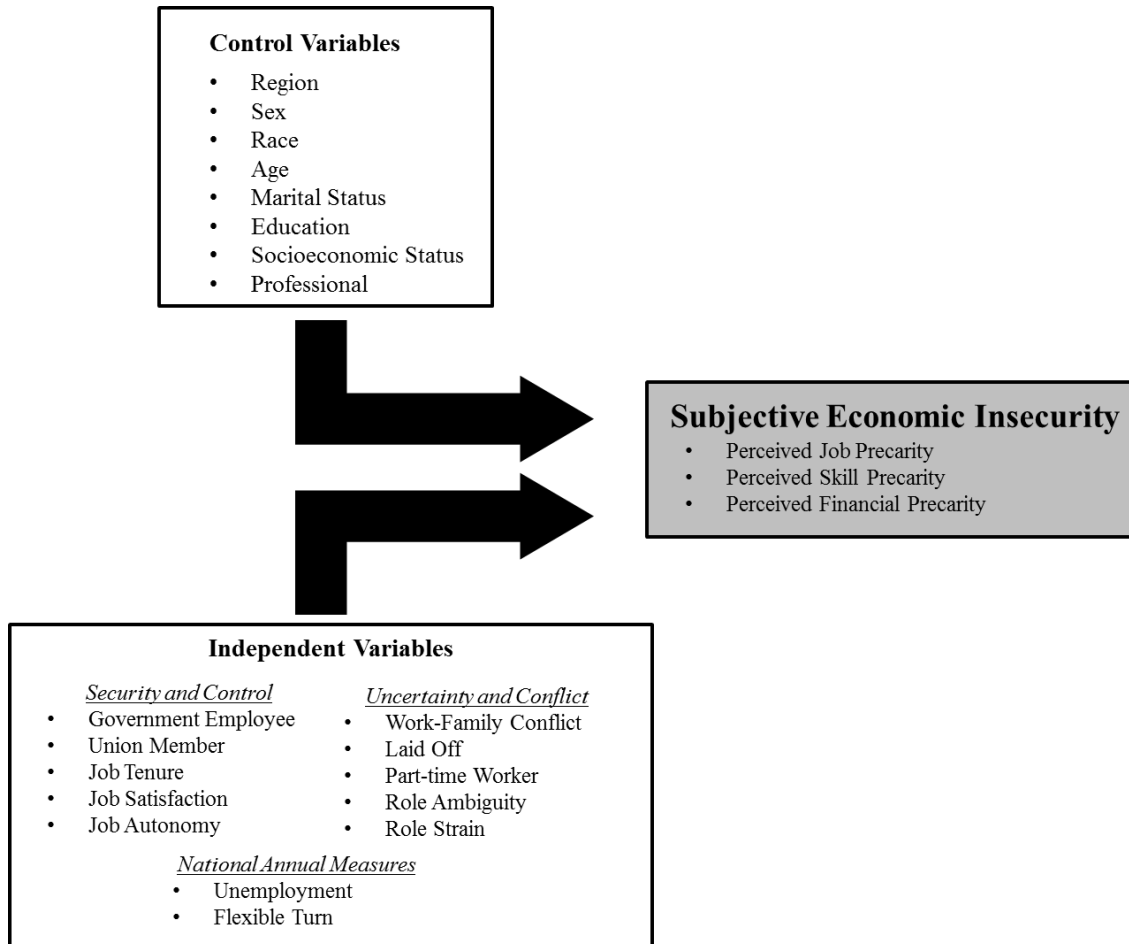 Control Variables
• Region
• Sex
• Race
• Age
• Marital Status
• Education
• Socioeconomic Status
• Professional
Subjective Economic Insecurity
• Perceived Job Precarity
• Perceived Skill Precarity
• Perceived Financial Precarity
Independent Variables
Security and Control
• Government Employee
• Union Member
• Job Tenure
• Job Satisfaction
• Job Autonomy
Uncertainty and Conflict
• Work-Family Conflict
• Laid Off
• Part-time Worker
• Role Ambiguity
• Role Strain
National Annual Measures
• Unemployment
• Flexible Turn